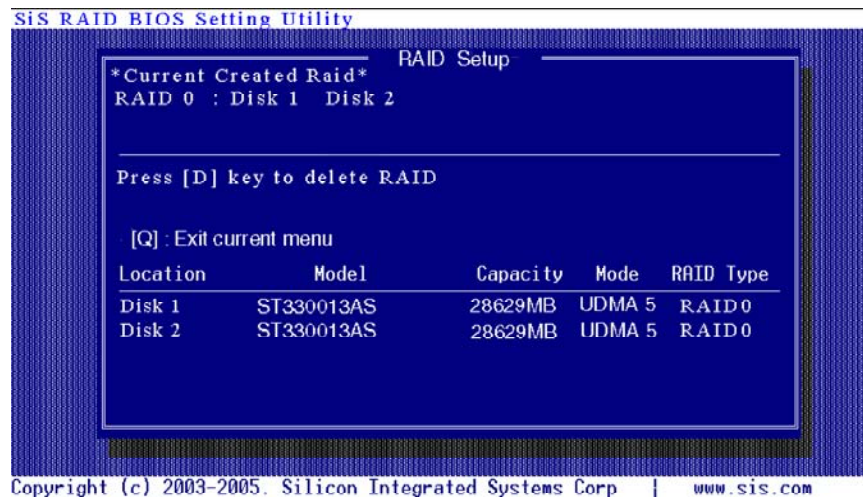 SiS RAID BIOS Setting Utility
RAID Setup
*Current Created Raid*
RAID 0 : Disk 1 Disk 2
Press [D] key to delete RAID
[Q] : Exit current menu
Location Model Capacity Mode RAID Type
Disk 1 ST330013AS 28629MB UDMA 5 RAID0
Disk 2 ST330013AS 28629MB UDMA 5 RAID0
Copyright (c) 2003-2005. Silicon Integrated Systems Corp | www.sis.com